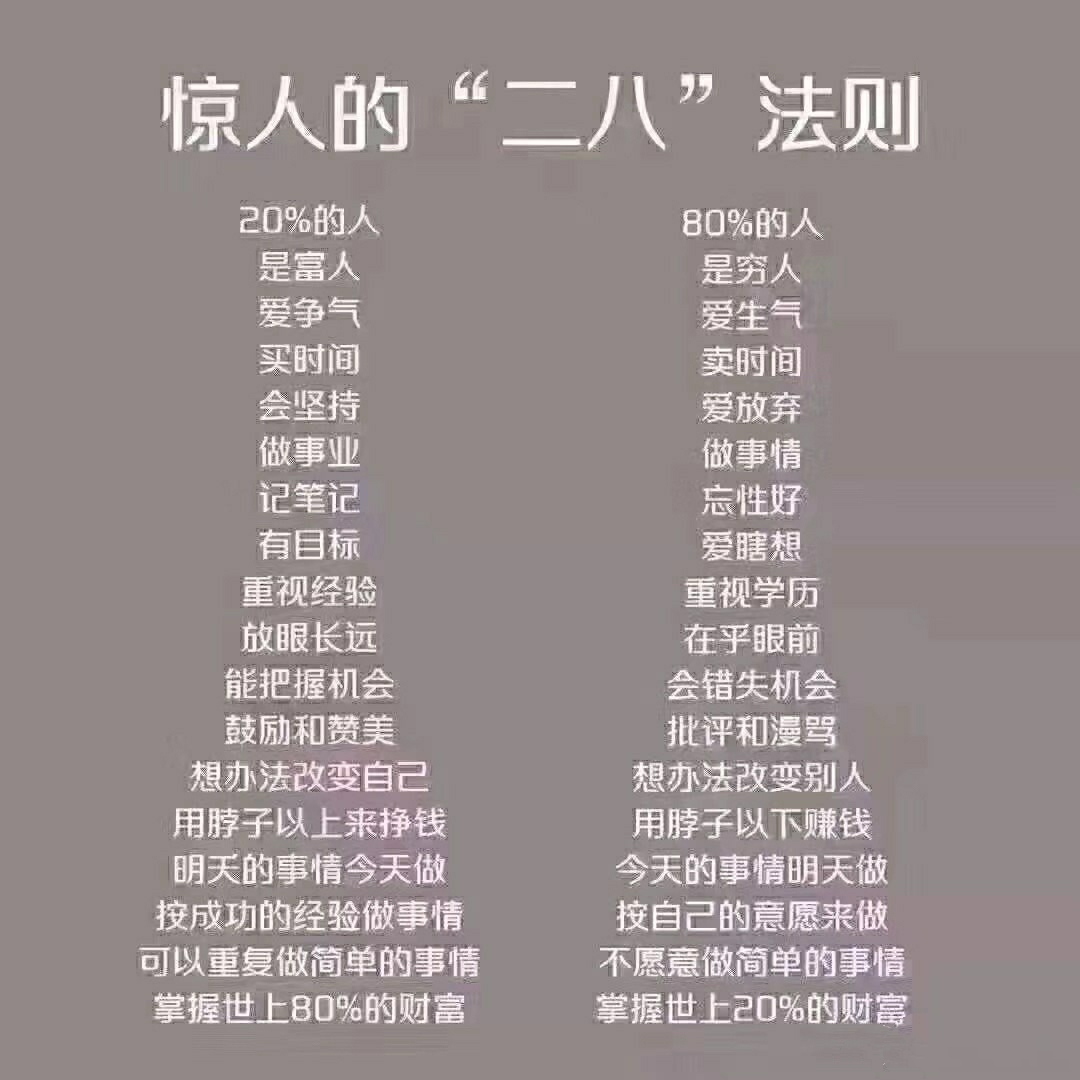 惊人的“二八”法则
20%的人
是富人
爱争气
买时间
会坚持
做事业
记笔记
有目标
重视经验
放眼长远
能把握机会
鼓励和赞美
想办法改变自己
用脖子以上来挣钱
明天的事情今天做
按成功的经验做事情
可以重复做简单的事情
掌握世上80%的财富
80%的人
是穷人
爱生气
卖时间
爱放弃
做事情
忘性好
爱瞎想
重视学历
在乎眼前
会错失机会
批评和漫骂
想办法改变别人
用脖子以下赚钱
今天的事情明天做
按自己的意愿来做
不愿意做简单的事情
掌握世上20%的财富